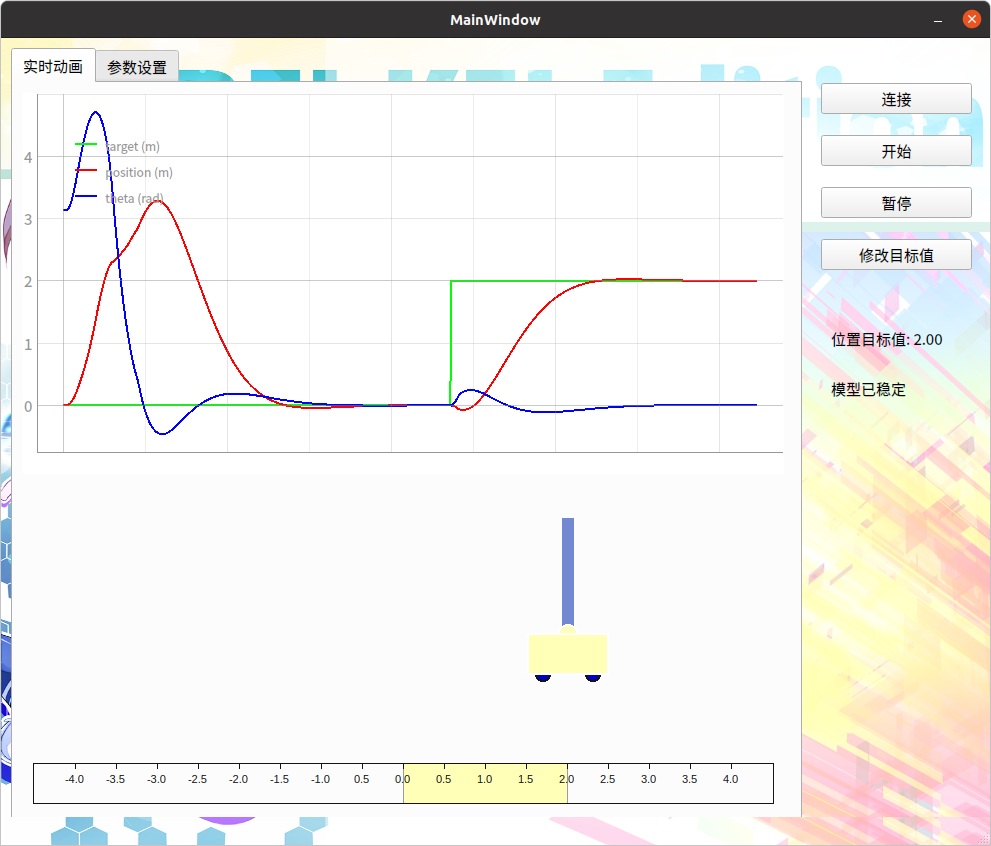 MainWindow
实时动画
参数设置
连接
开始
暂停
修改目标值
位置目标值: 2.00
模型已稳定
target (m)
position (m)
theta (rad)
4
3
2
1
0
-4.0 -3.5 -3.0 -2.5 -2.0 -1.5 -1.0 0.5 0.0 0.5 1.0 1.5 2.0 2.5 3.0 3.5 4.0